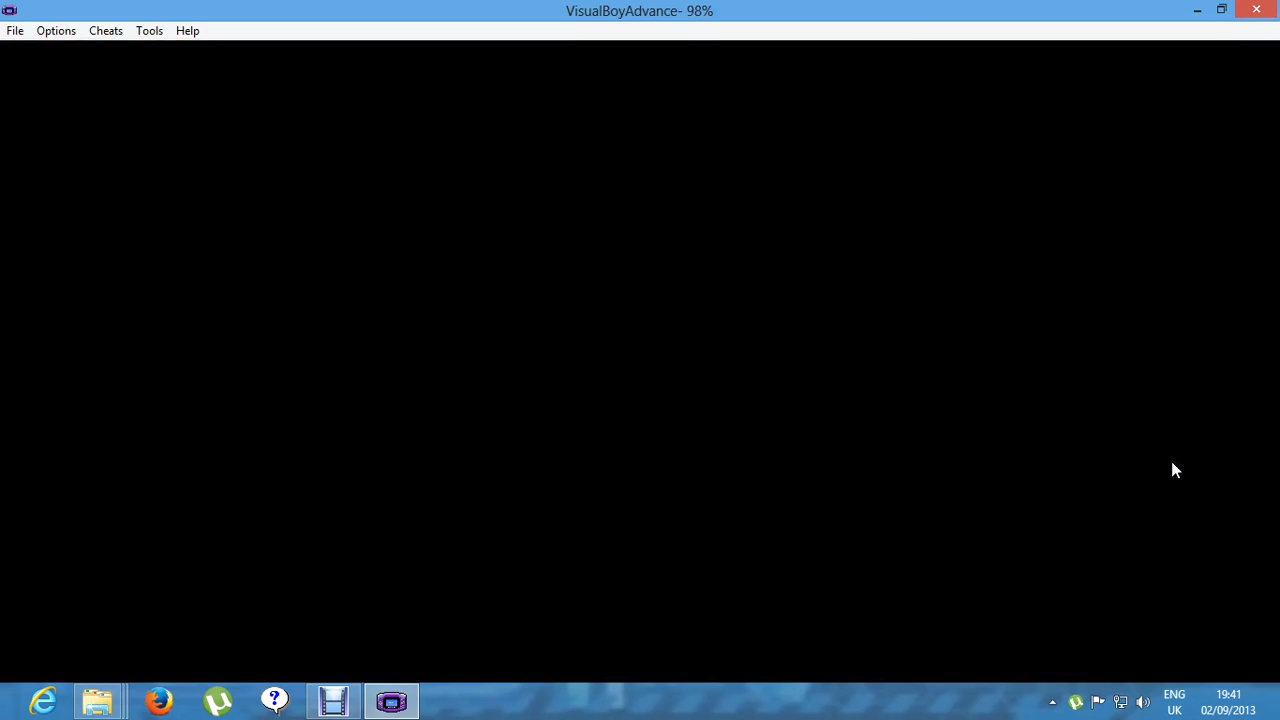 VisualBoyAdvance- 98%
File Options Cheats Tools Help
ENG 19:41
UK 02/09/2013